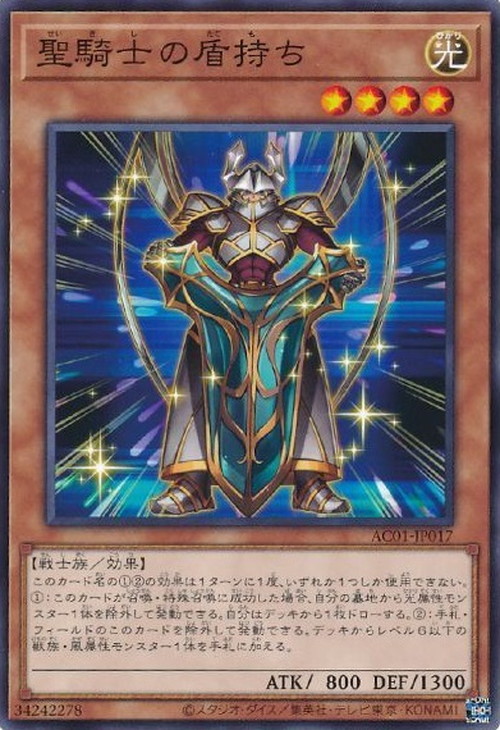 聖騎士の盾持ち
光
AC01-JP017
【戦士族/効果】
このカード名の①②の効果は1ターンに1度、いずれか1つしか使用できない。
①:このカードが召喚・特殊召喚に成功した場合、自分の墓地から光属性モン
スター1体を除外して発動できる。自分はデッキから1枚ドローする。②:手札・
フィールドのこのカードを除外して発動できる。デッキからレベル6以下の
獣族・風属性モンスター1体を手札に加える。
ATK/ 800 DEF/1300
34242278 ©スタジオ・ダイス/集英社・テレビ東京・KONAMI